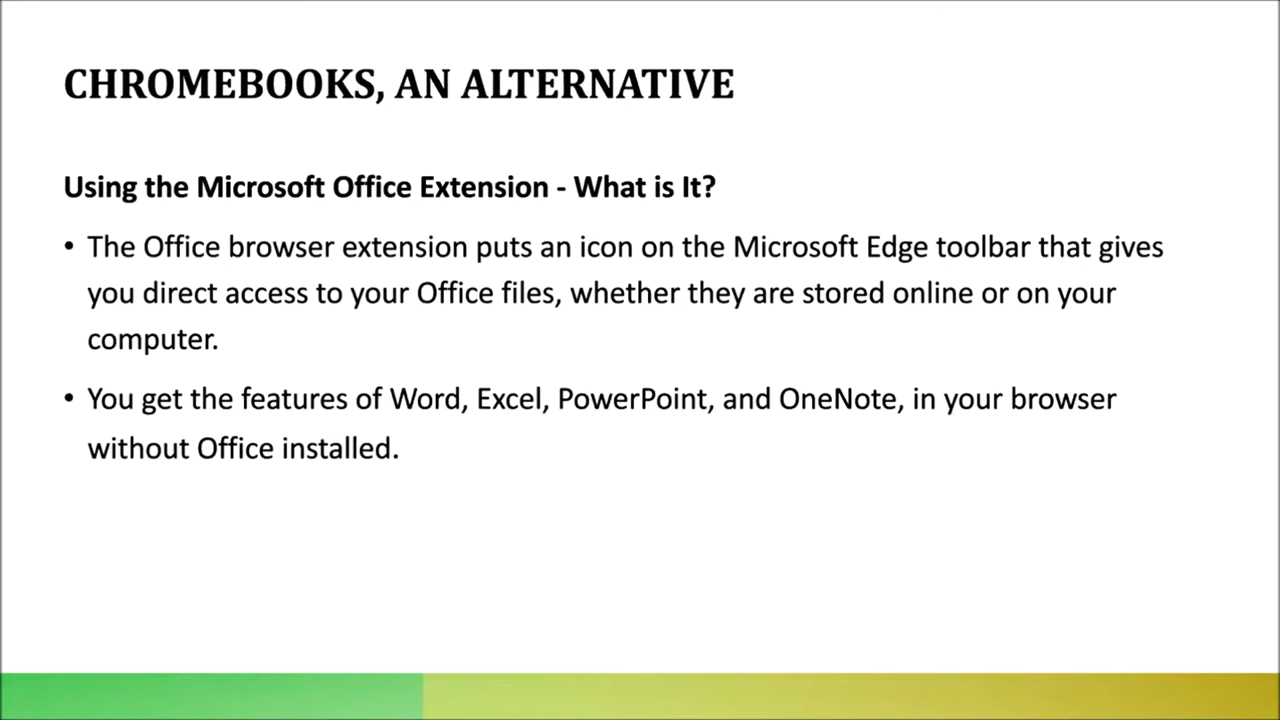 CHROMEBOOKS, AN ALTERNATIVE
Using the Microsoft Office Extension - What is It?
• The Office browser extension puts an icon on the Microsoft Edge toolbar that gives
you direct access to your Office files, whether they are stored online or on your
computer.
• You get the features of Word, Excel, PowerPoint, and OneNote, in your browser
without Office installed.